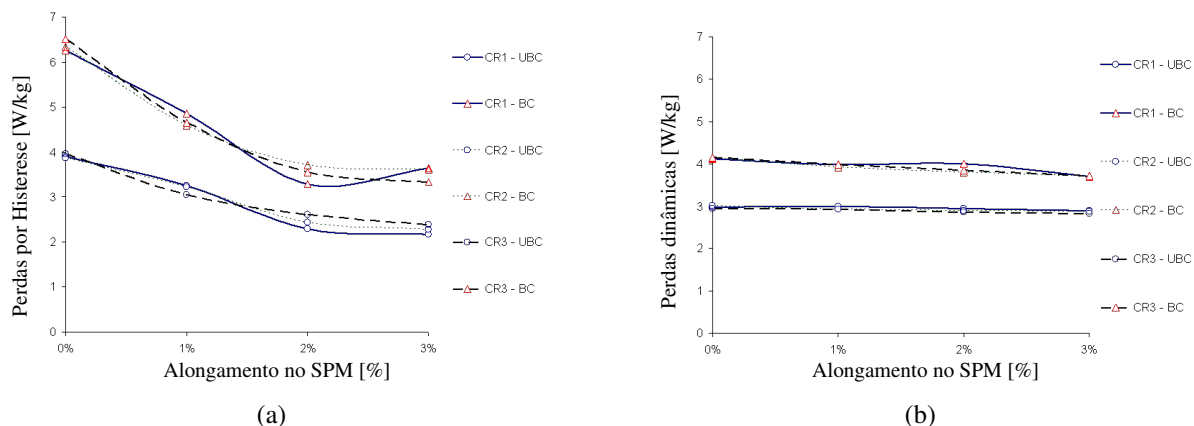 Perdas por Histerese [W/kg]
7
6
5
4
3
2
1
0
0%
1%
2%
3%
Alongamento no SPM [%]
CR1 - UBC
CR1 - BC
CR2 - UBC
CR2 - BC
CR3 - UBC
CR3 - BC
(a)
Perdas dinâmicas [W/kg]
7
6
5
4
3
2
1
0
0%
1%
2%
3%
Alongamento no SPM [%]
CR1 - UBC
CR1 - BC
CR2 - UBC
CR2 - BC
CR3 - UBC
CR3 - BC
(b)